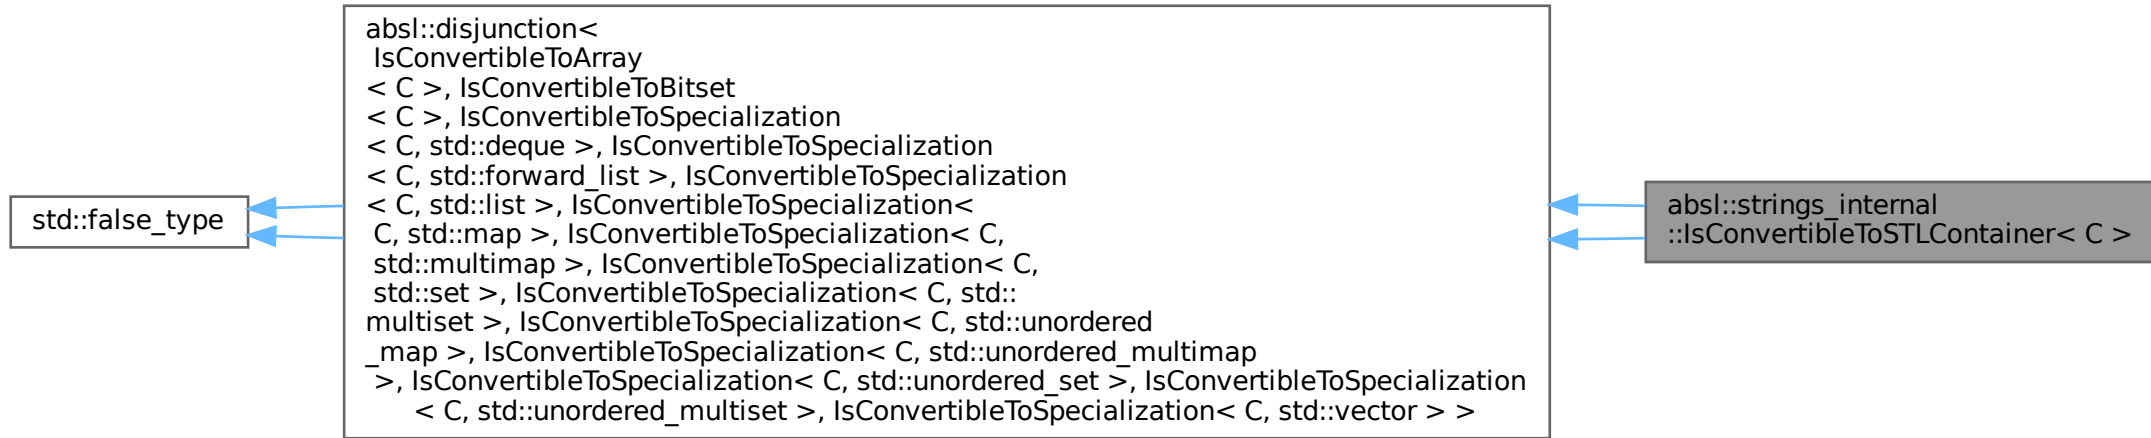 std::false_type
absl::disjunction<
IsConvertibleToArray
< C >, IsConvertibleToBitset
< C >, IsConvertibleToSpecialization
< C, std::deque >, IsConvertibleToSpecialization
< C, std::forward_list >, IsConvertibleToSpecialization
< C, std::list >, IsConvertibleToSpecialization<
C, std::map >, IsConvertibleToSpecialization< C,
std::multimap >, IsConvertibleToSpecialization< C,
std::set >, IsConvertibleToSpecialization< C, std::
multiset >, IsConvertibleToSpecialization< C, std::unordered
_map >, IsConvertibleToSpecialization< C, std::unordered_multimap
>, IsConvertibleToSpecialization< C, std::unordered_set >, IsConvertibleToSpecialization
< C, std::unordered_multiset >, IsConvertibleToSpecialization< C, std::vector > >
absl::strings_internal
::IsConvertibleToSTLContainer< C >